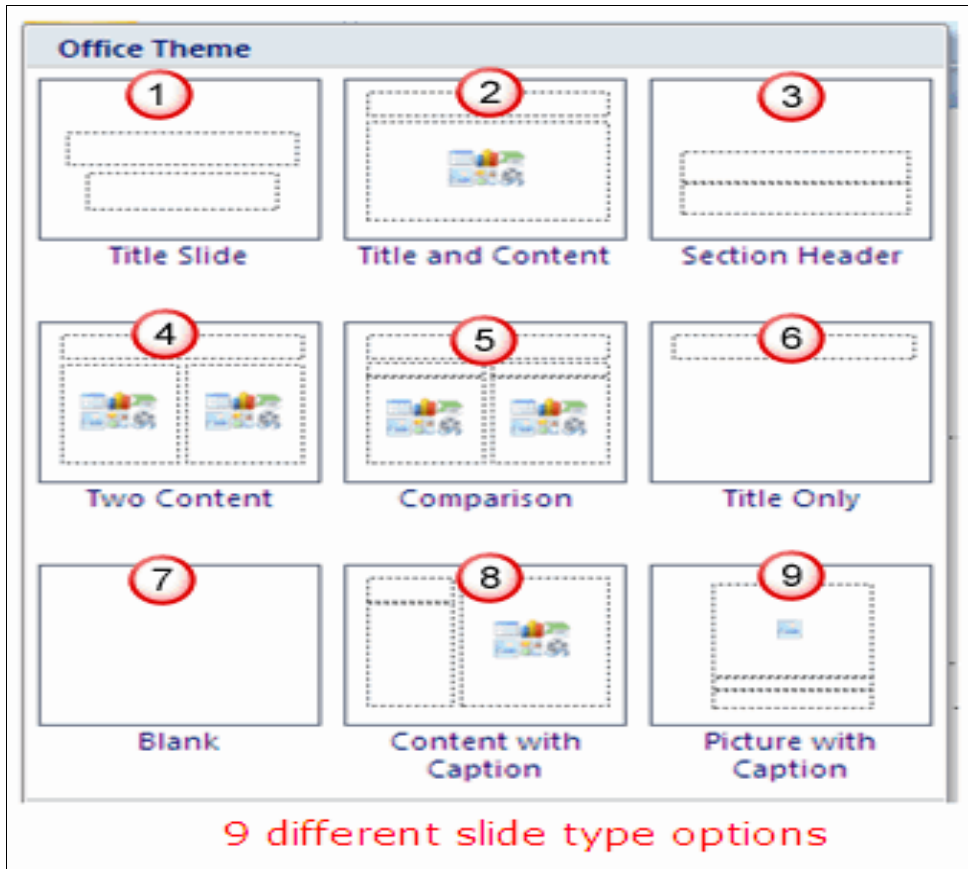 Office Theme
1
2
3
Title Slide
Title and Content
Section Header
4
5
6
Two Content
Comparison
Title Only
7
8
9
Blank
Content with
Caption
Picture with
Caption
9 different slide type options